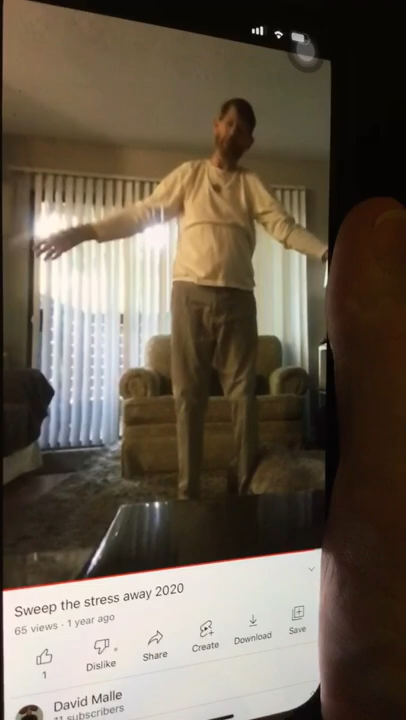 Sweep the stress away 2020
65 views · 1 year ago
1
Dislike
Share
Create
Download
Save
David Malle
11 subscribers